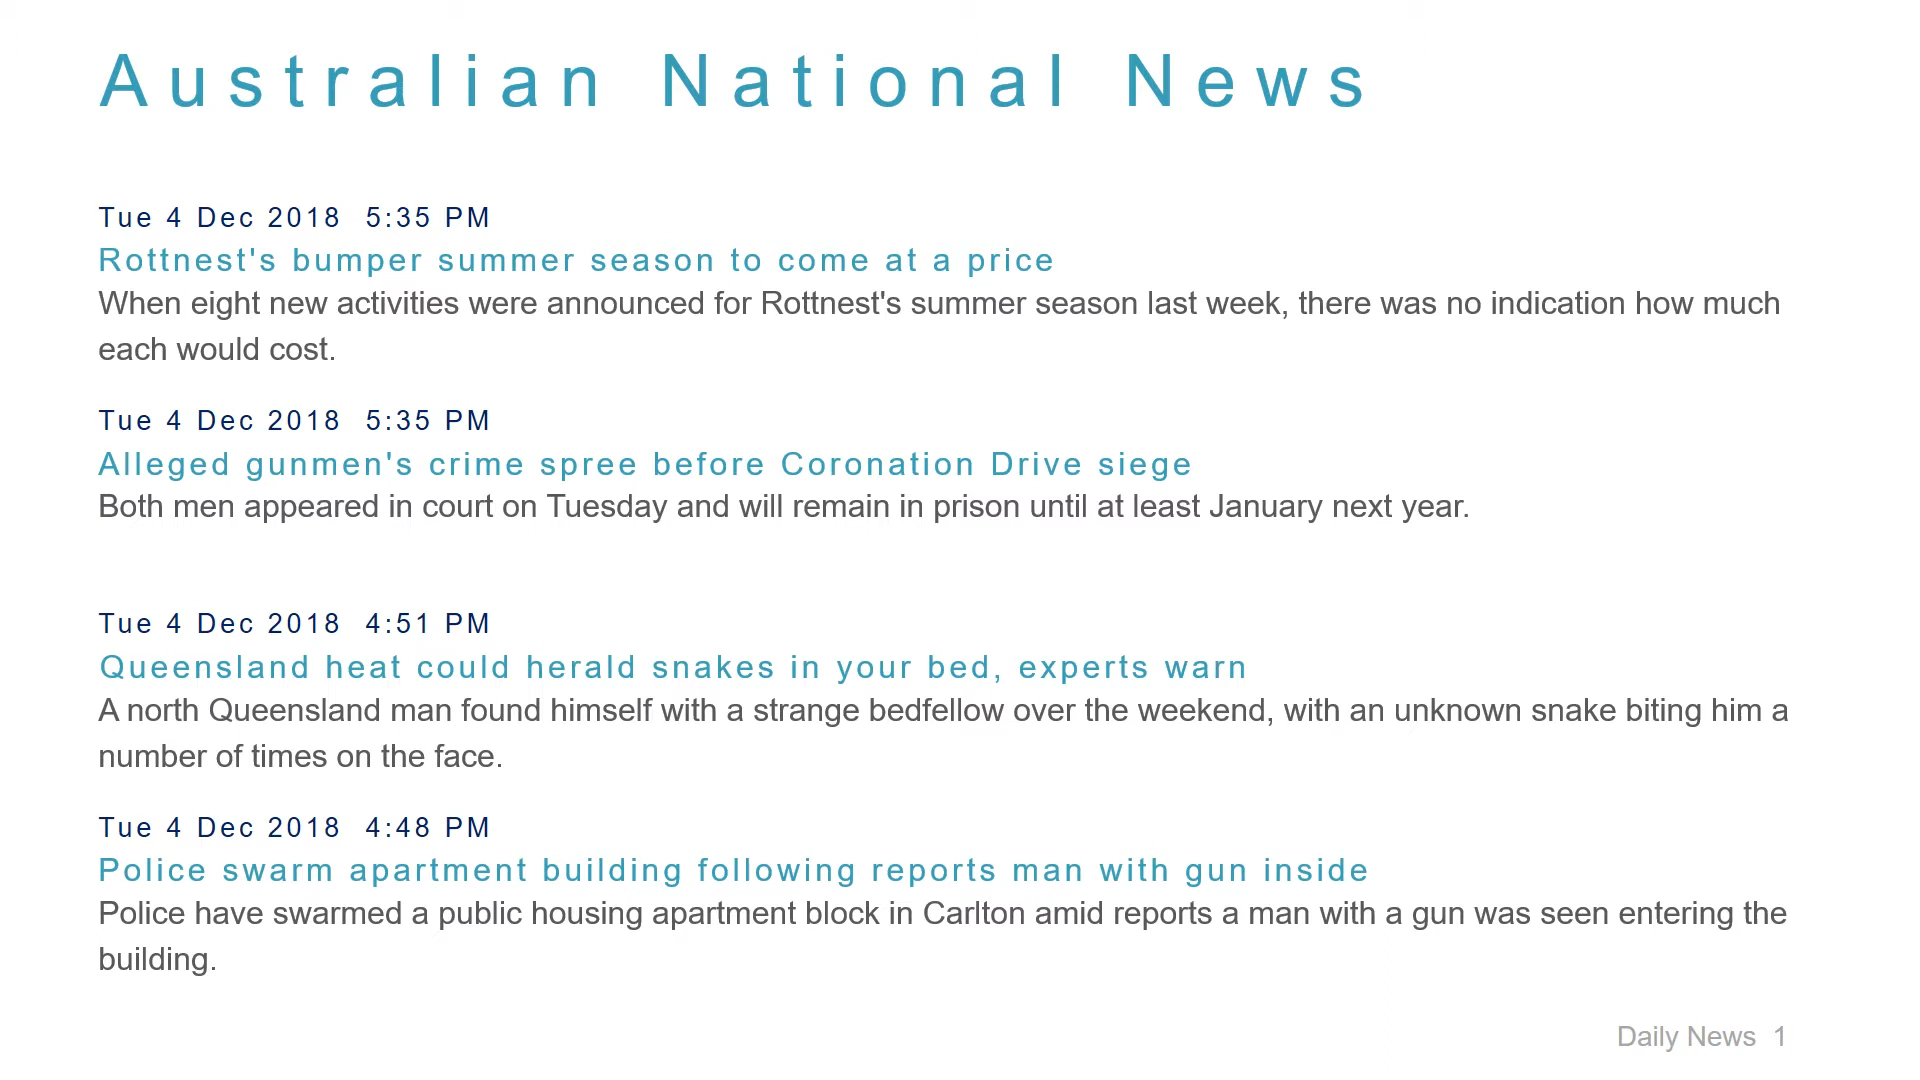 Australian National News
Tue 4 Dec 2018  5:35 PM
Rottnest's bumper summer season to come at a price
When eight new activities were announced for Rottnest's summer season last week, there was no indication how much
each would cost.
Tue 4 Dec 2018  5:35 PM
Alleged gunmen's crime spree before Coronation Drive siege
Both men appeared in court on Tuesday and will remain in prison until at least January next year.
Tue 4 Dec 2018  4:51 PM
Queensland heat could herald snakes in your bed, experts warn
A north Queensland man found himself with a strange bedfellow over the weekend, with an unknown snake biting him a
number of times on the face.
Tue 4 Dec 2018  4:48 PM
Police swarm apartment building following reports man with gun inside
Police have swarmed a public housing apartment block in Carlton amid reports a man with a gun was seen entering the
building.
Daily News  1